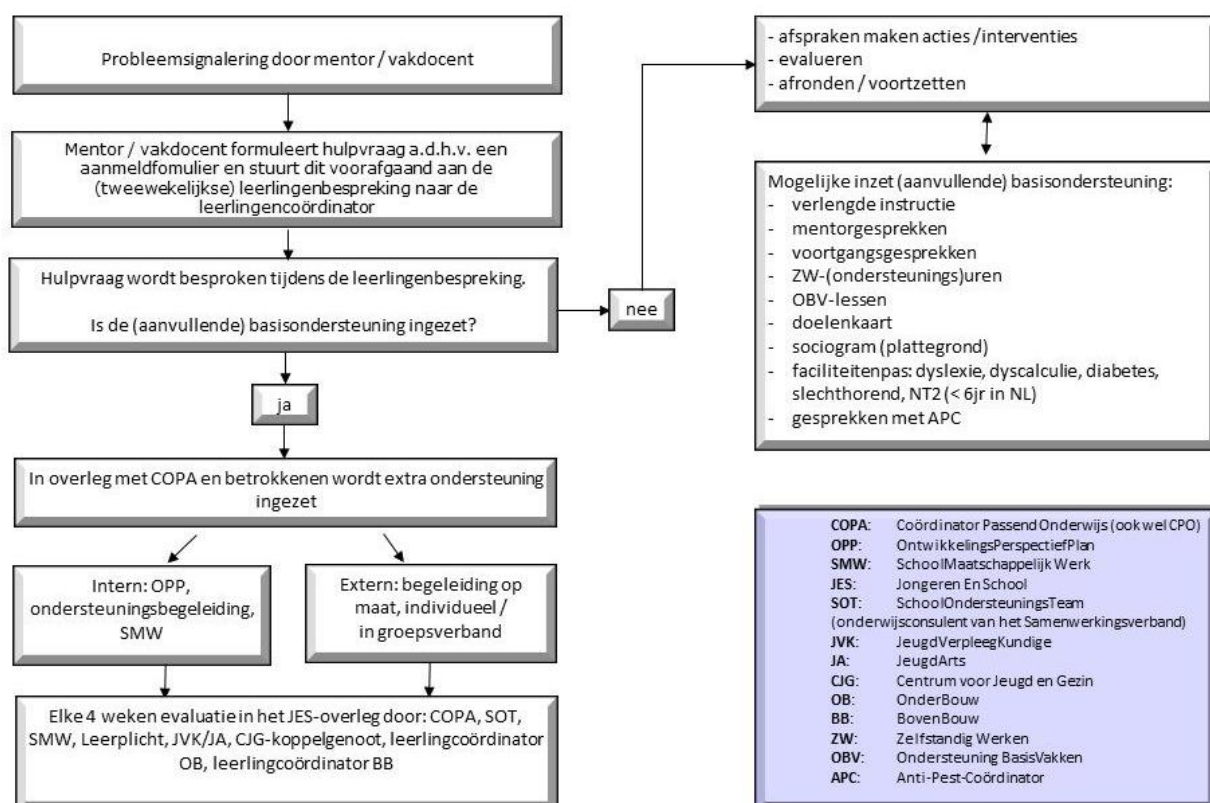 Probleemsignalering door mentor / vakdocent
Mentor / vakdocent formuleert hulpvraag a.d.h.v. een
aanmeldfomulier en stuurt dit voorafgaand aan de
(tweewekelijkse) leerlingenbespreking naar de
leerlingencoördinator
Hulpvraag wordt besproken tijdens de leerlingenbespreking.
Is de (aanvullende) basisondersteuning ingezet?
nee
ja
In overleg met COPA en betrokkenen wordt extra ondersteuning
ingezet
Intern: OPP,
ondersteuningsbegeleiding,
SMW
Extern: begeleiding op
maat, individueel /
in groepsverband
Elke 4 weken evaluatie in het JES-overleg door: COPA, SOT,
SMW, Leerplicht, JVK/JA, CJG-koppelgenoot, leerlingcoördinator
OB, leerlingcoördinator BB
- afspraken maken acties /interventies
- evalueren
- afronden / voortzetten
Mogelijke inzet (aanvullende) basisondersteuning:
- verlengde instructie
- mentorgesprekken
- voortgangsgesprekken
- ZW-(ondersteunings)uren
- OBV-lessen
- doelenkaart
- sociogram (plattegrond)
- faciliteitenpas: dyslexie, dyscalculie, diabetes,
slechthorend, NT2 (< 6jr in NL)
- gesprekken met APC
COPA: Coördinator Passend Onderwijs (ook wel CPO)
OPP: OntwikkelingsPerspectiefPlan
SMW: SchoolMaatschappelijk Werk
JES: Jongeren En School
SOT: SchoolOndersteuningsTeam
(onderwijsconsulent van het Samenwerkingsverband)
JVK: JeugdVerpleegKundige
JA: JeugdArts
CJG: Centrum voor Jeugd en Gezin
OB: OnderBouw
BB: BovenBouw
ZW: Zelfstandig Werken
OBV: Ondersteuning BasisVakken
APC: Anti-Pest-Coördinator